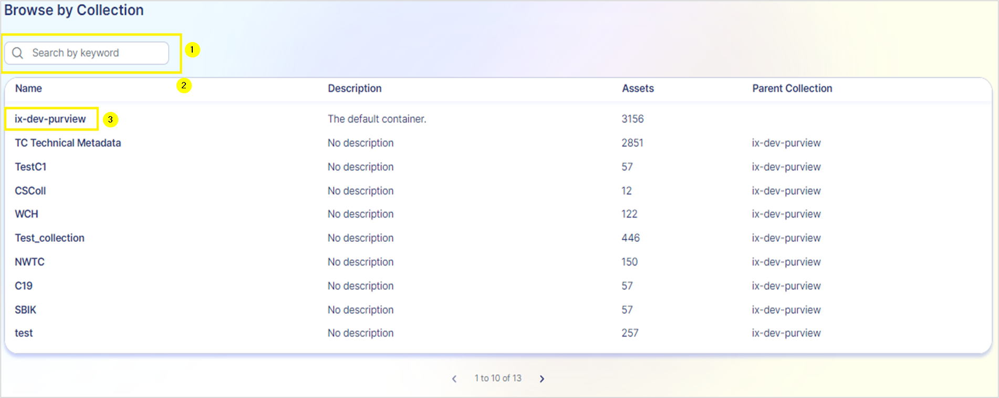 Browse by Collection
Search by keyword
1
2
Name Description Assets Parent Collection
ix-dev-purview 3 The default container. 3156
TC Technical Metadata No description 2851 ix-dev-purview
TestC1 No description 57 ix-dev-purview
CSColl No description 12 ix-dev-purview
WCH No description 122 ix-dev-purview
Test_collection No description 446 ix-dev-purview
NWTC No description 150 ix-dev-purview
C19 No description 57 ix-dev-purview
SBIK No description 57 ix-dev-purview
test No description 257 ix-dev-purview
1 to 10 of 13